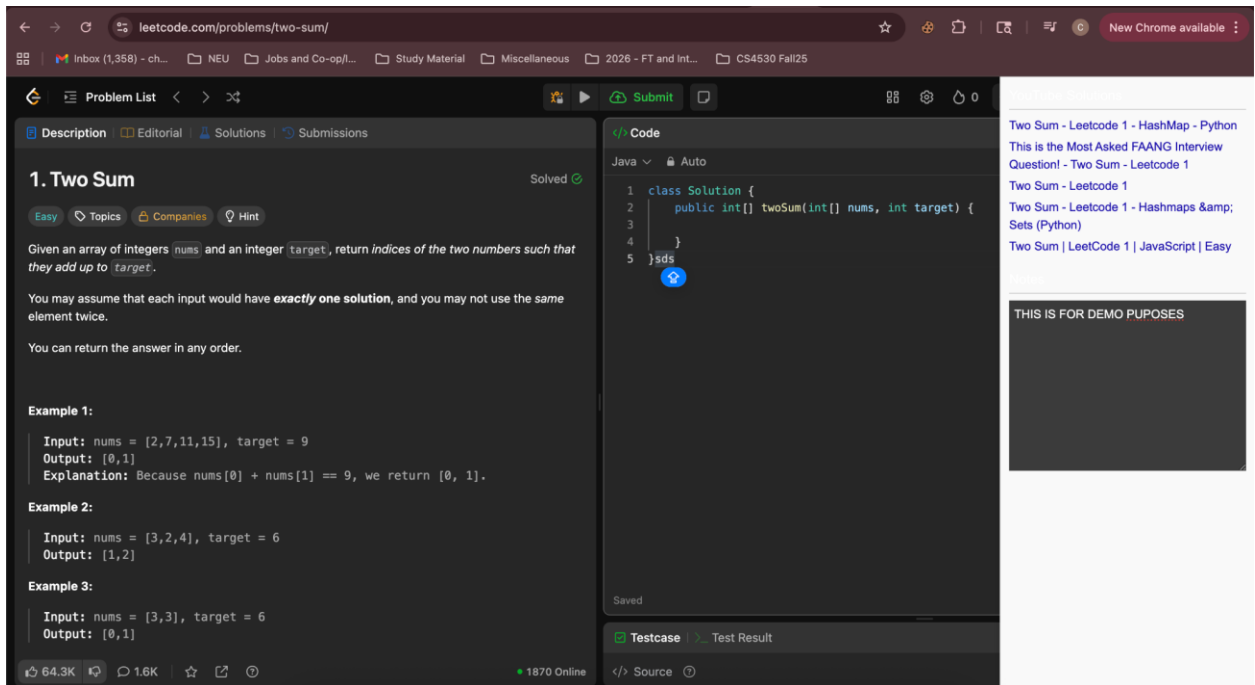 leetcode.com/problems/two-sum/
New Chrome available
Inbox (1,358) - ch...
NEU
Jobs and Co-op/I...
Study Material
Miscellaneous
2026 - FT and Int...
CS4530 Fall25
Problem List
Submit
0
Description
Editorial
Solutions
Submissions
1. Two Sum
Solved
Easy
Topics
Companies
Hint
Given an array of integers nums and an integer target, return indices of the two numbers such that
they add up to target.
You may assume that each input would have exactly one solution, and you may not use the same
element twice.
You can return the answer in any order.
Example 1:
Input: nums = [2,7,11,15], target = 9
Output: [0,1]
Explanation: Because nums[0] + nums[1] == 9, we return [0, 1].
Example 2:
Input: nums = [3,2,4], target = 6
Output: [1,2]
Example 3:
Input: nums = [3,3], target = 6
Output: [0,1]
64.3K
1.6K
1870 Online
</> Code
Java
Auto
1 class Solution {
2 public int[] twoSum(int[] nums, int target) {
3
4 }
5 }sds
Saved
Testcase
Test Result
</> Source
Two Sum - Leetcode 1 - HashMap - Python
This is the Most Asked FAANG Interview
Question! - Two Sum - Leetcode 1
Two Sum - Leetcode 1
Two Sum - Leetcode 1 - Hashmaps &amp;
Sets (Python)
Two Sum | LeetCode 1 | JavaScript | Easy
THIS IS FOR DEMO PUPOSES